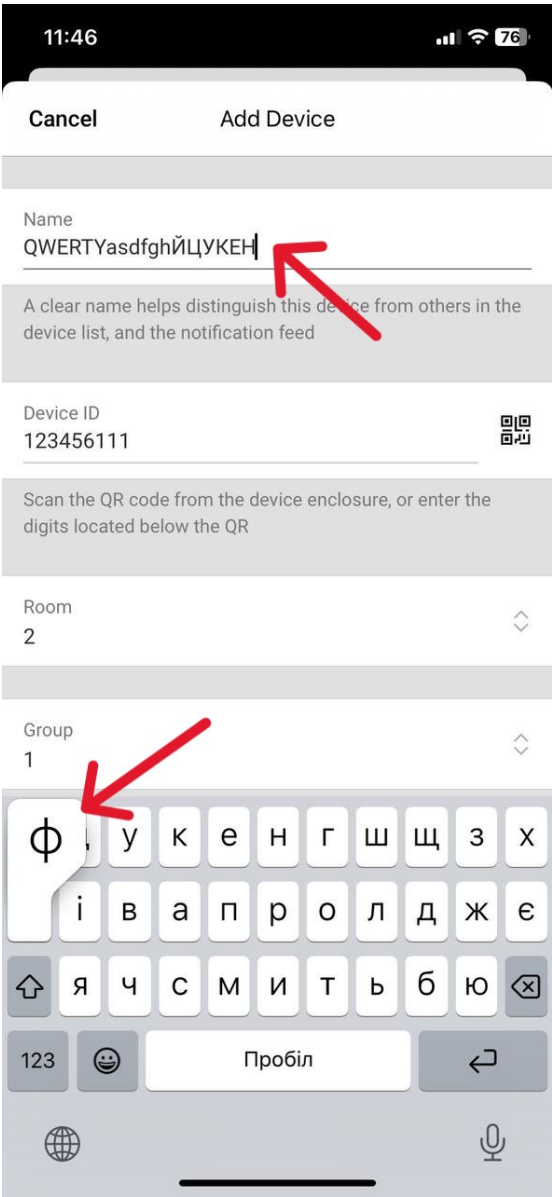 11:46
76
Cancel
Add Device
Name
QWERTYasdfghЙЦУКЕН
A clear name helps distinguish this device from others in the
device list, and the notification feed
Device ID
123456111
Scan the QR code from the device enclosure, or enter the
digits located below the QR
Room
2
Group
1
ф
у к е н г ш щ з х
і в а п р о л д ж є
я ч с м и т ь б ю
123
Пробіл